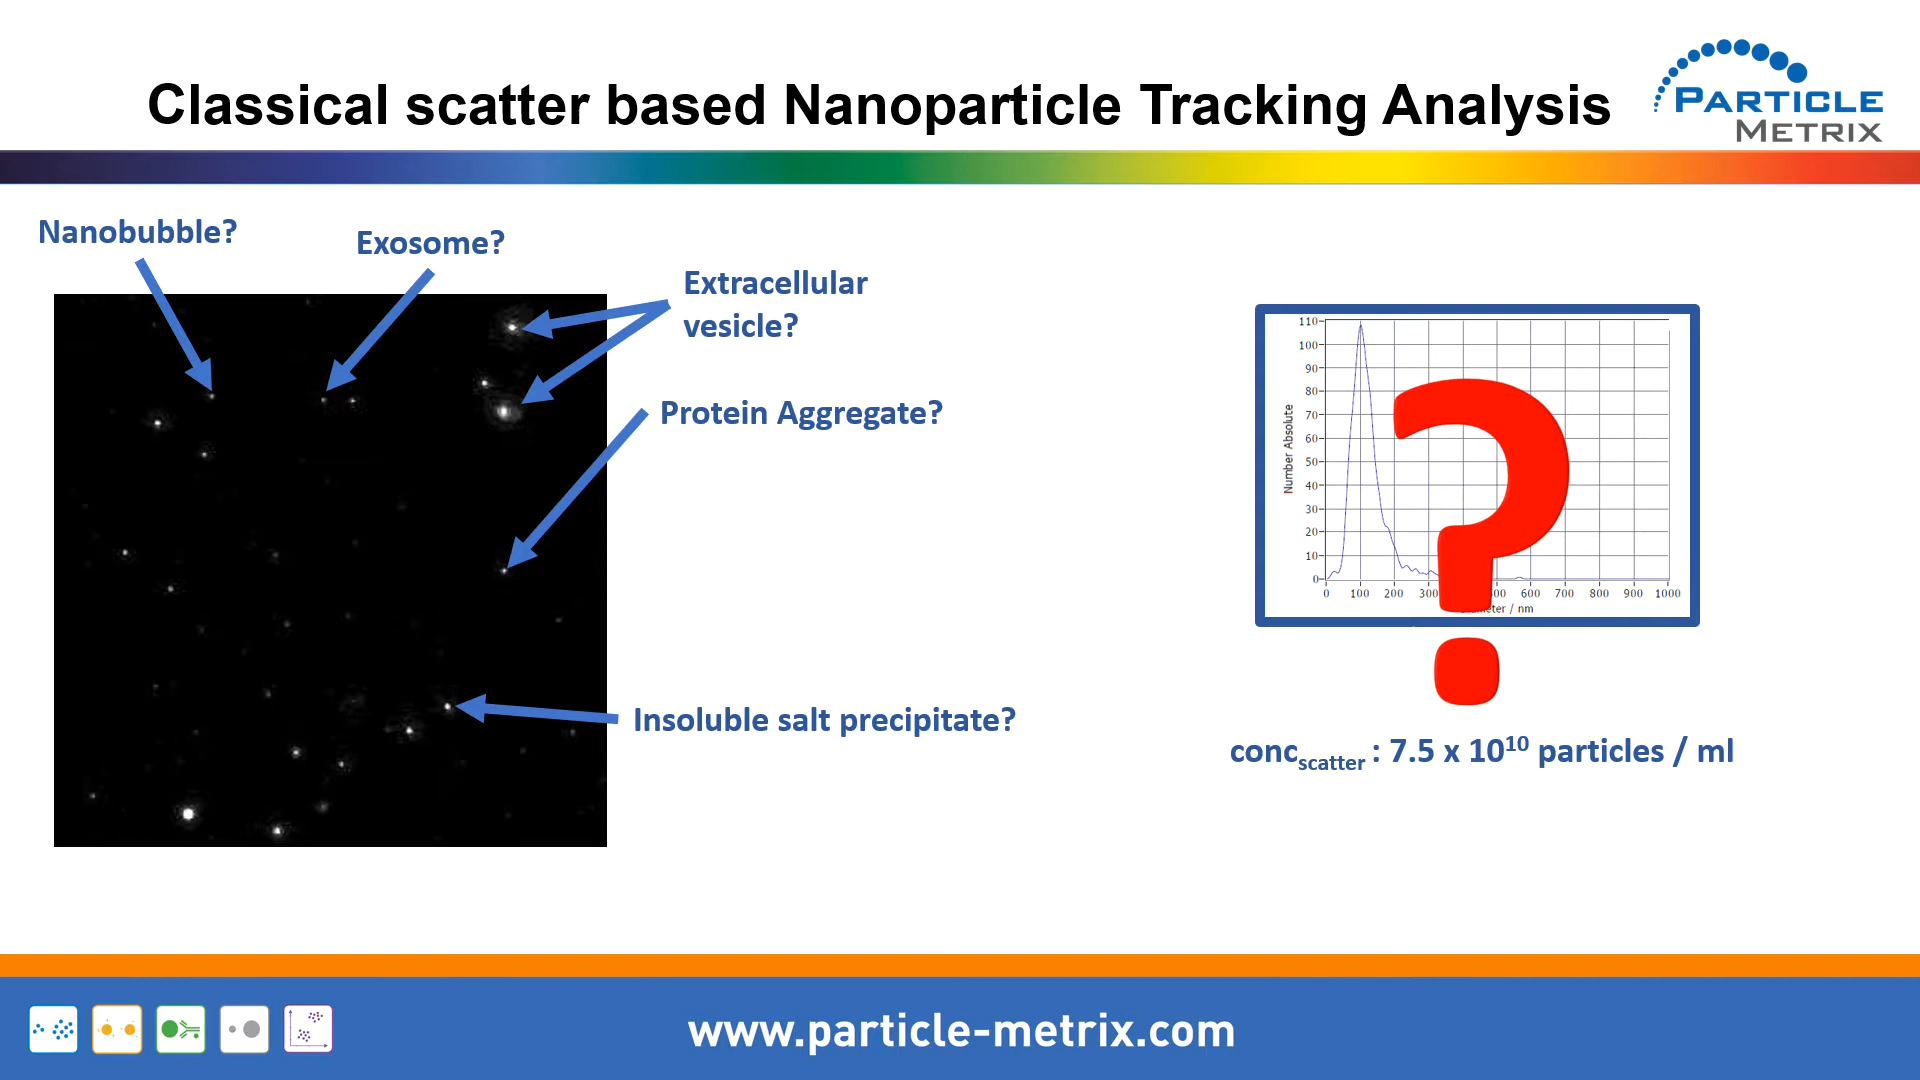 Classical scatter based Nanoparticle Tracking Analysis
PARTICLE
METRIX
Nanobubble?
Exosome?
Extracellular
vesicle?
Protein Aggregate?
Insoluble salt precipitate?
Number Absolute
110
100
90
80
70
60
50
40
30
20
10
0
0 100 200 300 600 700 800 900 1000
/ nm
conc_scatter : 7.5 x 10^10 particles / ml
www.particle-metrix.com